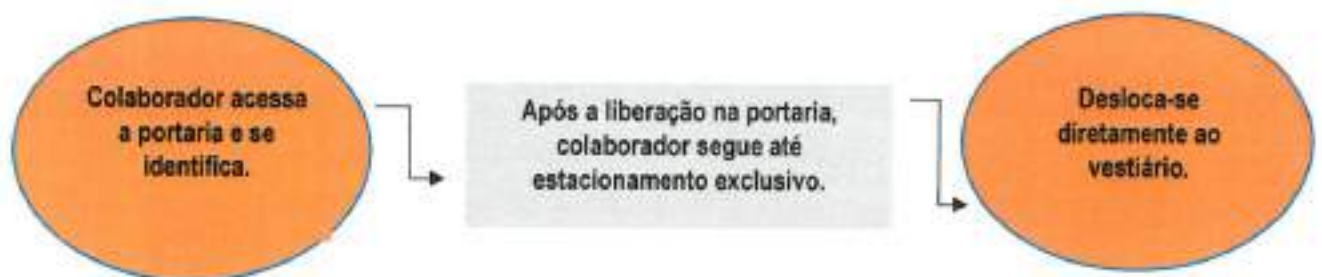 Colaborador acessa
a portaria e se
identifica.
Após a liberação na portaria,
colaborador segue até
estacionamento exclusivo.
Desloca-se
diretamente ao
vestiário.